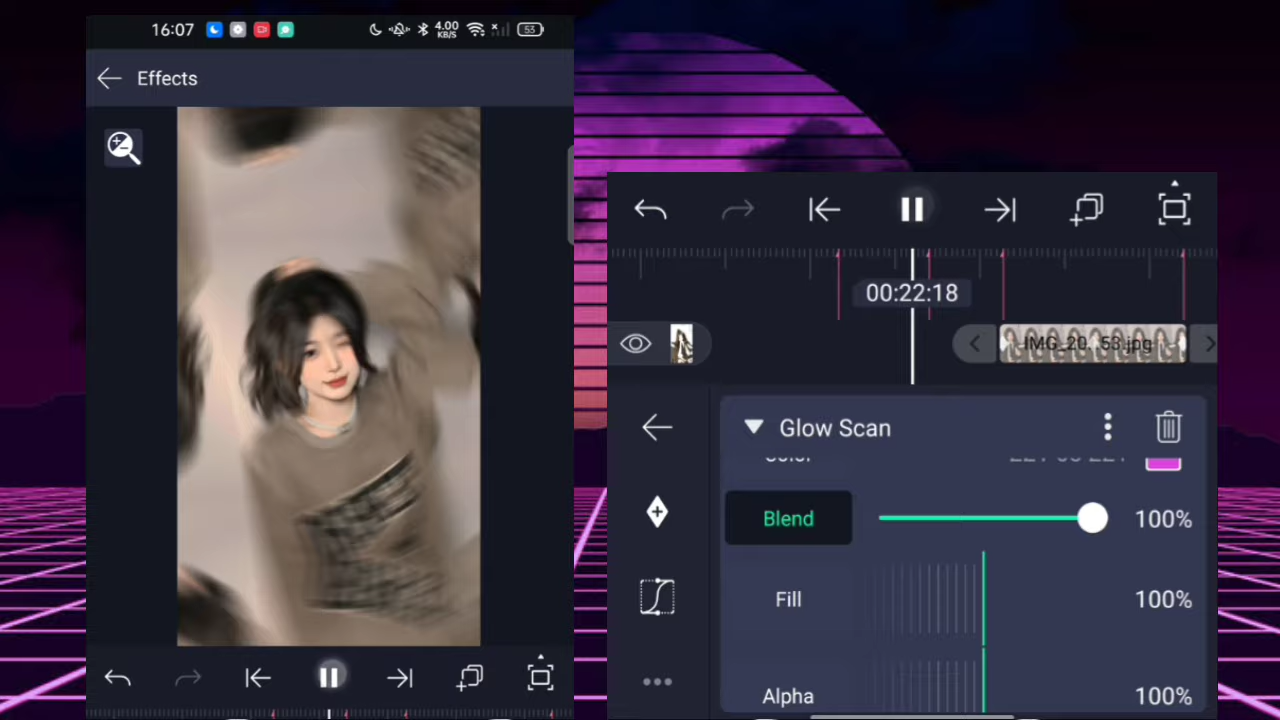 16:07
4.00
KB/S
53
Effects
00:22:18
IMG_20...53.jpg
Glow Scan
Blend
100%
Fill
100%
Alpha
100%